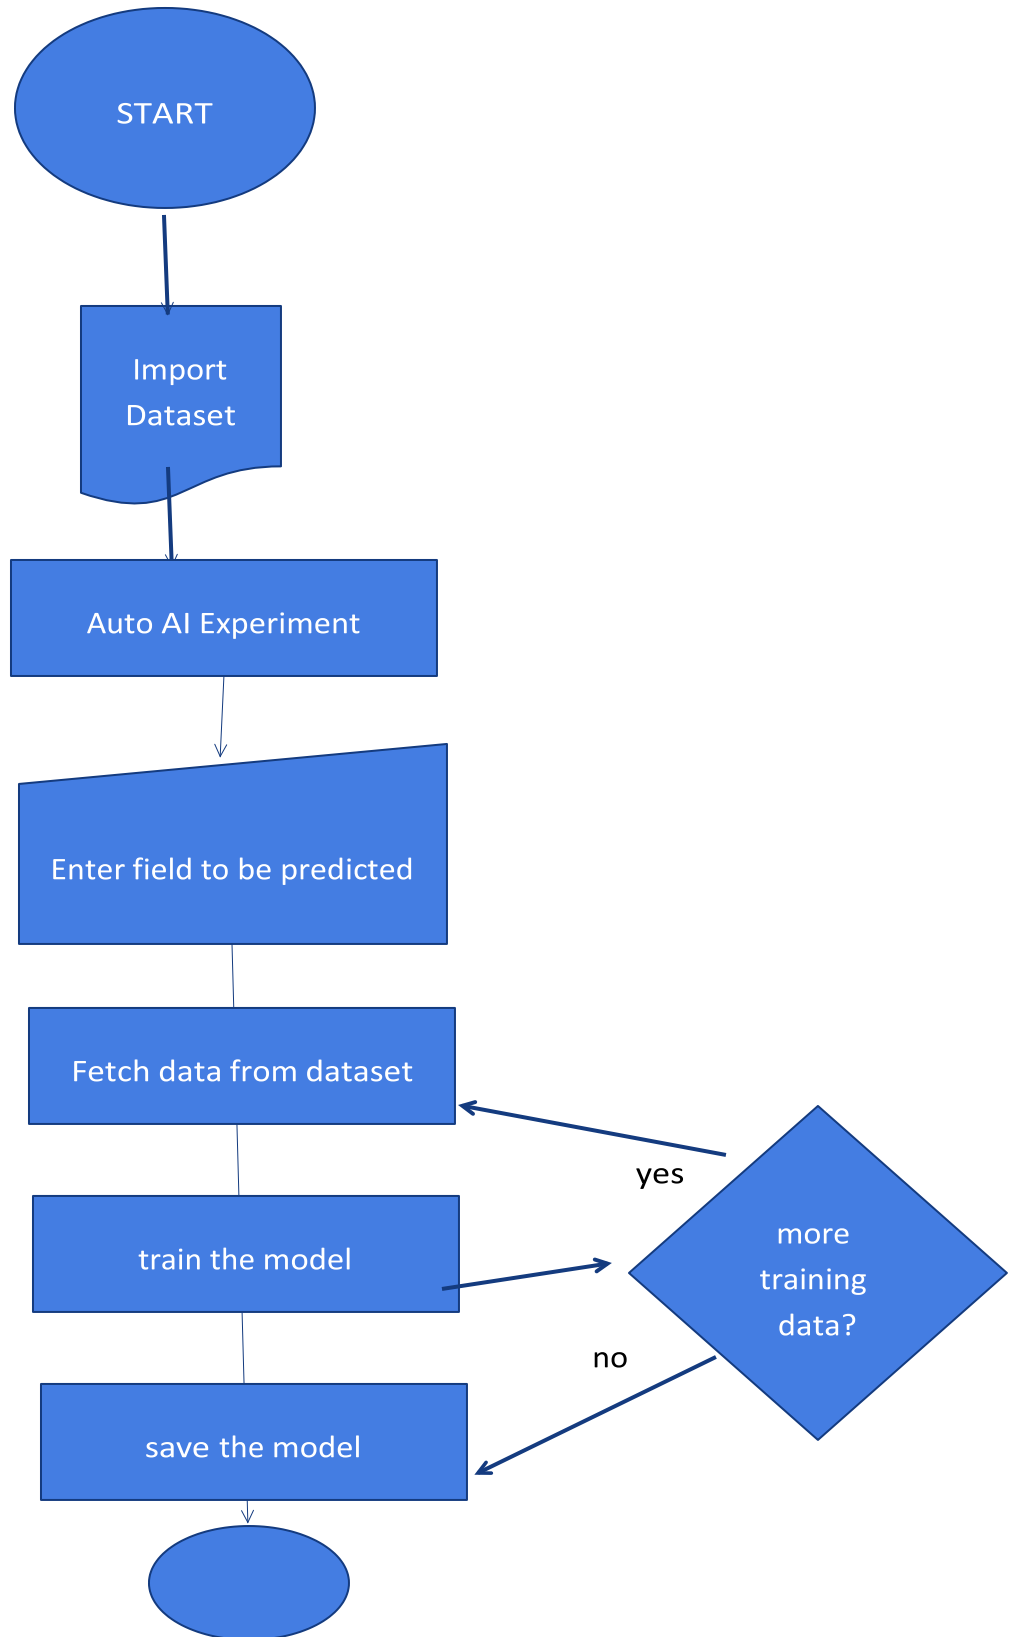 START
Import
Dataset
Auto AI Experiment
Enter field to be predicted
Fetch data from dataset
yes
train the model
more
training
data?
no
save the model